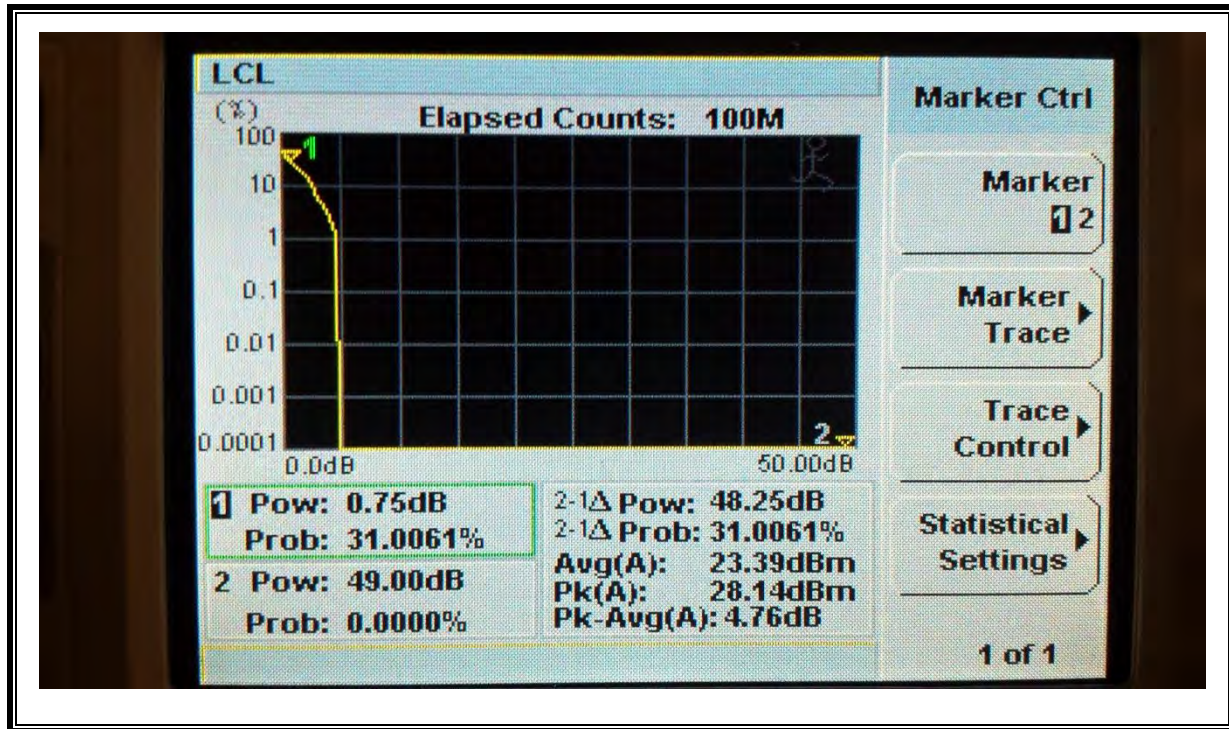 LCL
(%)
Elapsed Counts: 100M
100
1
10
1
0.1
0.01
0.001
0.0001
2
0.0dB
50.00dB
1 Pow: 0.75dB
Prob: 31.0061%
2 Pow: 49.00dB
Prob: 0.0000%
2-1Δ Pow: 48.25dB
2-1Δ Prob: 31.0061%
Avg(A): 23.39dBm
Pk(A): 28.14dBm
Pk-Avg(A): 4.76dB
Marker Ctrl
Marker
1 2
Marker
Trace
Trace
Control
Statistical
Settings
1 of 1